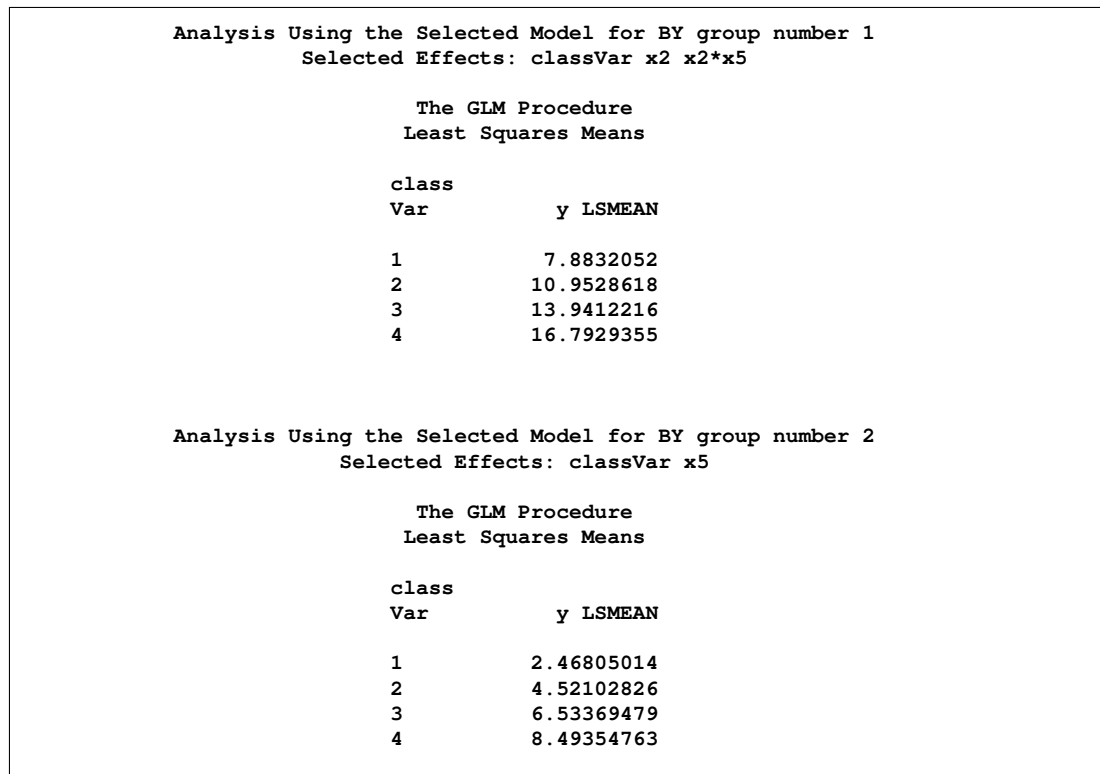 Analysis Using the Selected Model for BY group number 1
Selected Effects: classVar x2 x2*x5
The GLM Procedure
Least Squares Means
class
Var y LSMEAN
1 7.8832052
2 10.9528618
3 13.9412216
4 16.7929355
Analysis Using the Selected Model for BY group number 2
Selected Effects: classVar x5
The GLM Procedure
Least Squares Means
class
Var y LSMEAN
1 2.46805014
2 4.52102826
3 6.53369479
4 8.49354763